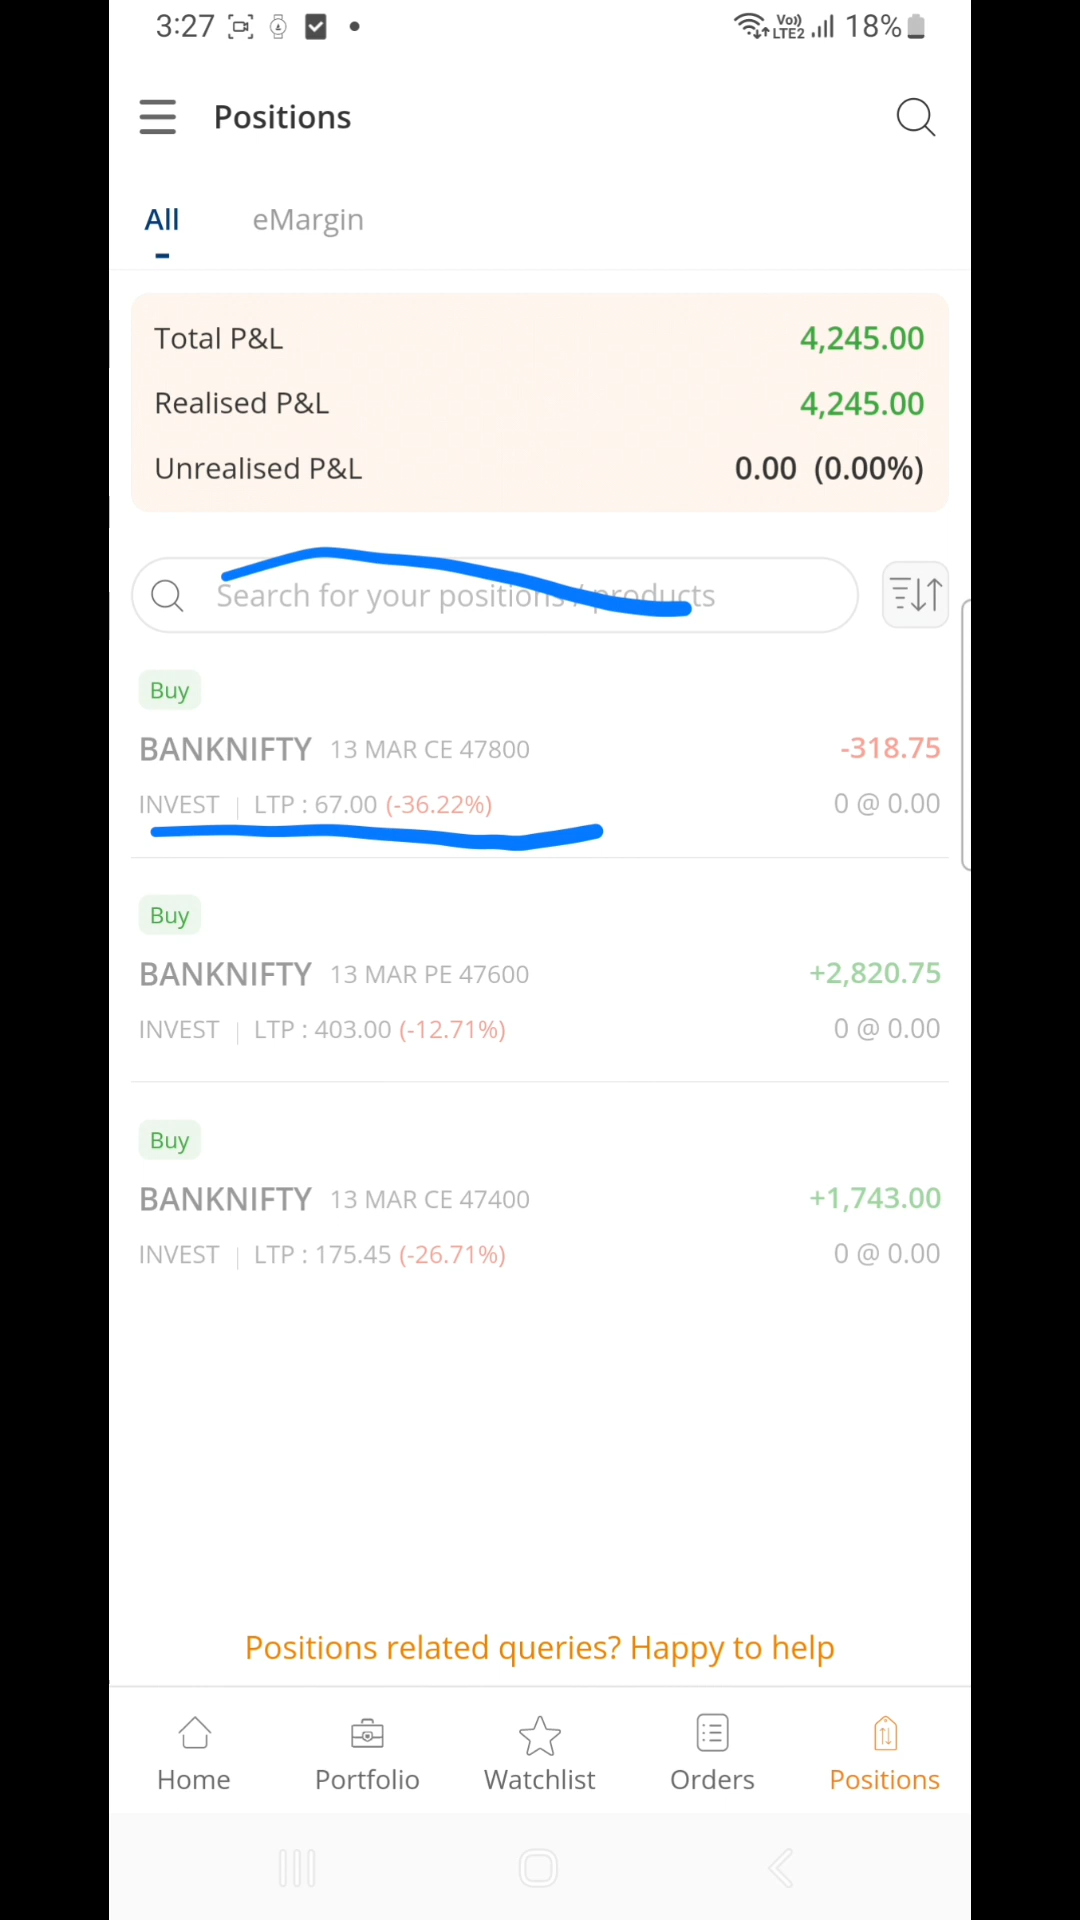 3:27 Vo)) LTE2 18%
Positions
All eMargin
Total P&L 4,245.00
Realised P&L 4,245.00
Unrealised P&L 0.00 (0.00%)
Search for your positions / products
Buy
BANKNIFTY 13 MAR CE 47800 -318.75
INVEST | LTP : 67.00 (-36.22%) 0 @ 0.00
Buy
BANKNIFTY 13 MAR PE 47600 +2,820.75
INVEST | LTP : 403.00 (-12.71%) 0 @ 0.00
Buy
BANKNIFTY 13 MAR CE 47400 +1,743.00
INVEST | LTP : 175.45 (-26.71%) 0 @ 0.00
Positions related queries? Happy to help
Home Portfolio Watchlist Orders Positions